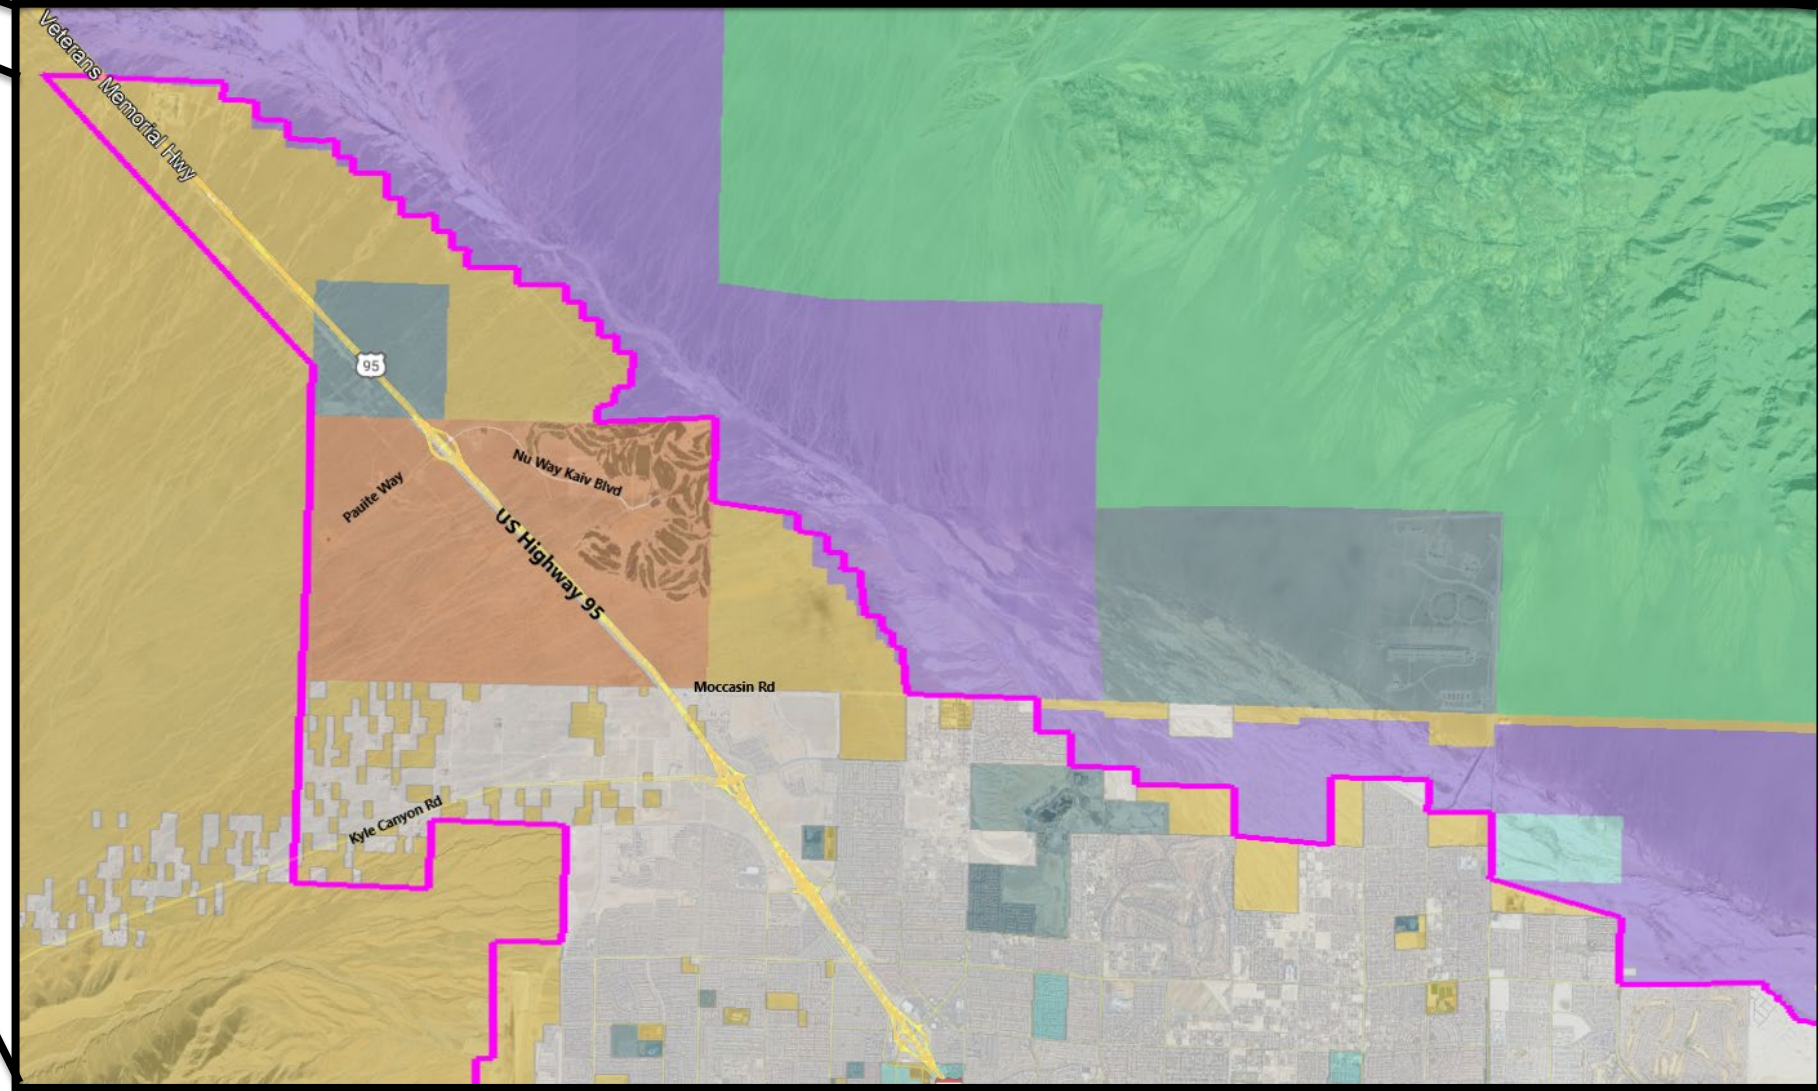 Veterans Memorial Hwy
95
Nu Way Kaiv Blvd
Pauite Way
US Highway 95
Moccasin Rd
Kyle Canyon Rd